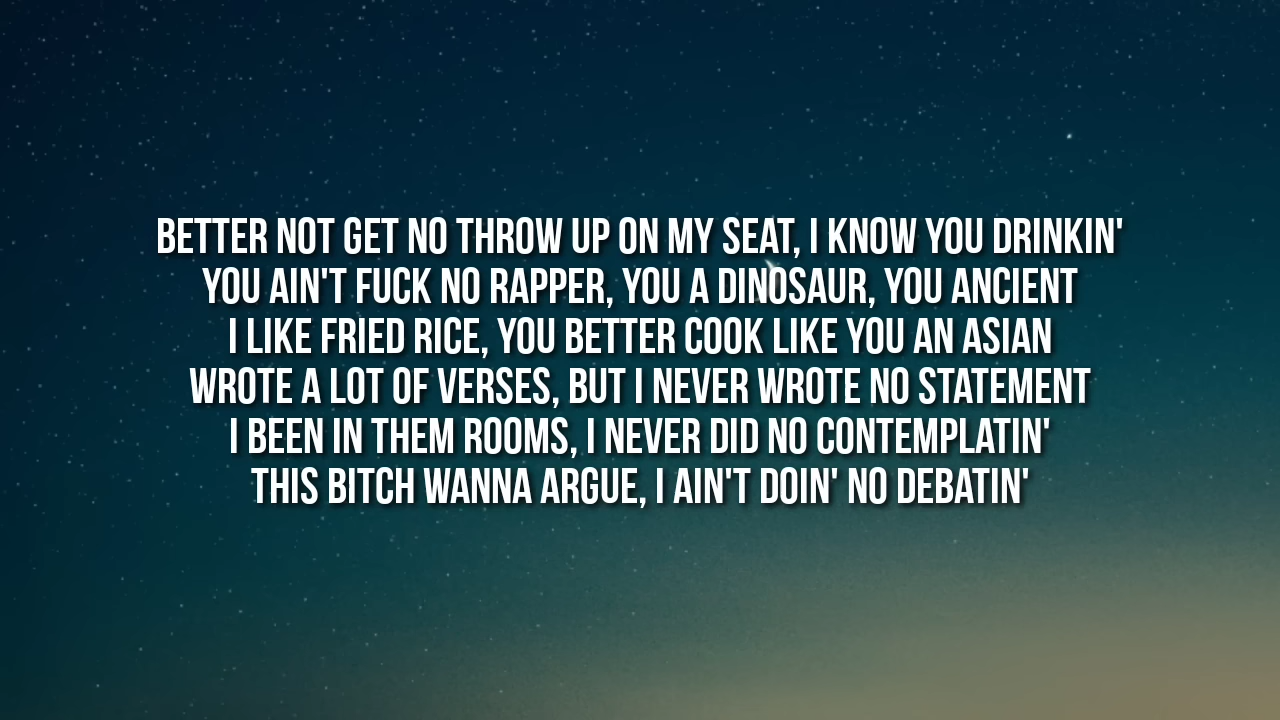 BETTER NOT GET NO THROW UP ON MY SEAT, I KNOW YOU DRINKIN'
YOU AIN'T FUCK NO RAPPER, YOU A DINOSAUR, YOU ANCIENT
I LIKE FRIED RICE, YOU BETTER COOK LIKE YOU AN ASIAN
WROTE A LOT OF VERSES, BUT I NEVER WROTE NO STATEMENT
I BEEN IN THEM ROOMS, I NEVER DID NO CONTEMPLATIN'
THIS BITCH WANNA ARGUE, I AIN'T DOIN' NO DEBATIN'